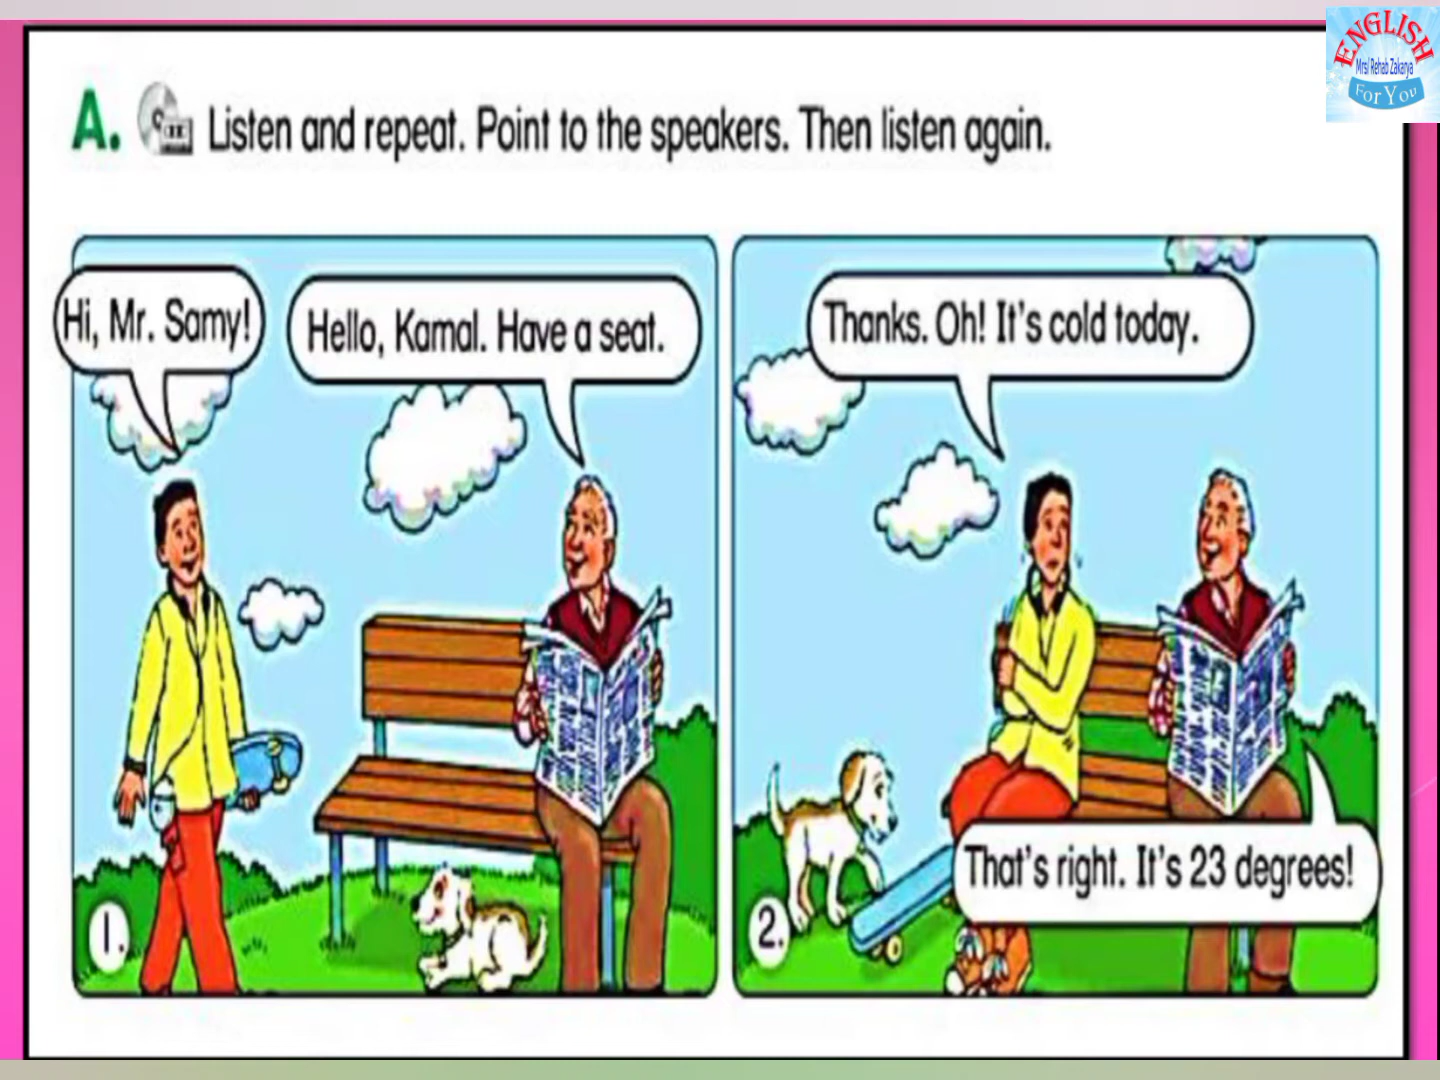 ENGLISH
Mrs/ Rehab Zakarya
For You
A. Listen and repeat. Point to the speakers. Then listen again.
Hi, Mr. Samy!
Hello, Kamal. Have a seat.
1.
Thanks. Oh! It's cold today.
That's right. It's 23 degrees!
2.